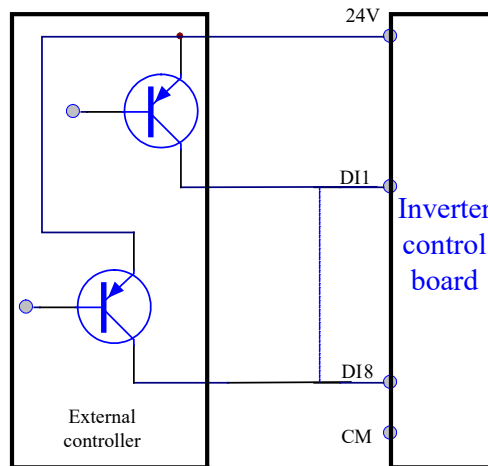 24V
DI1
Inverter
control
board
DI8
External
controller
CM